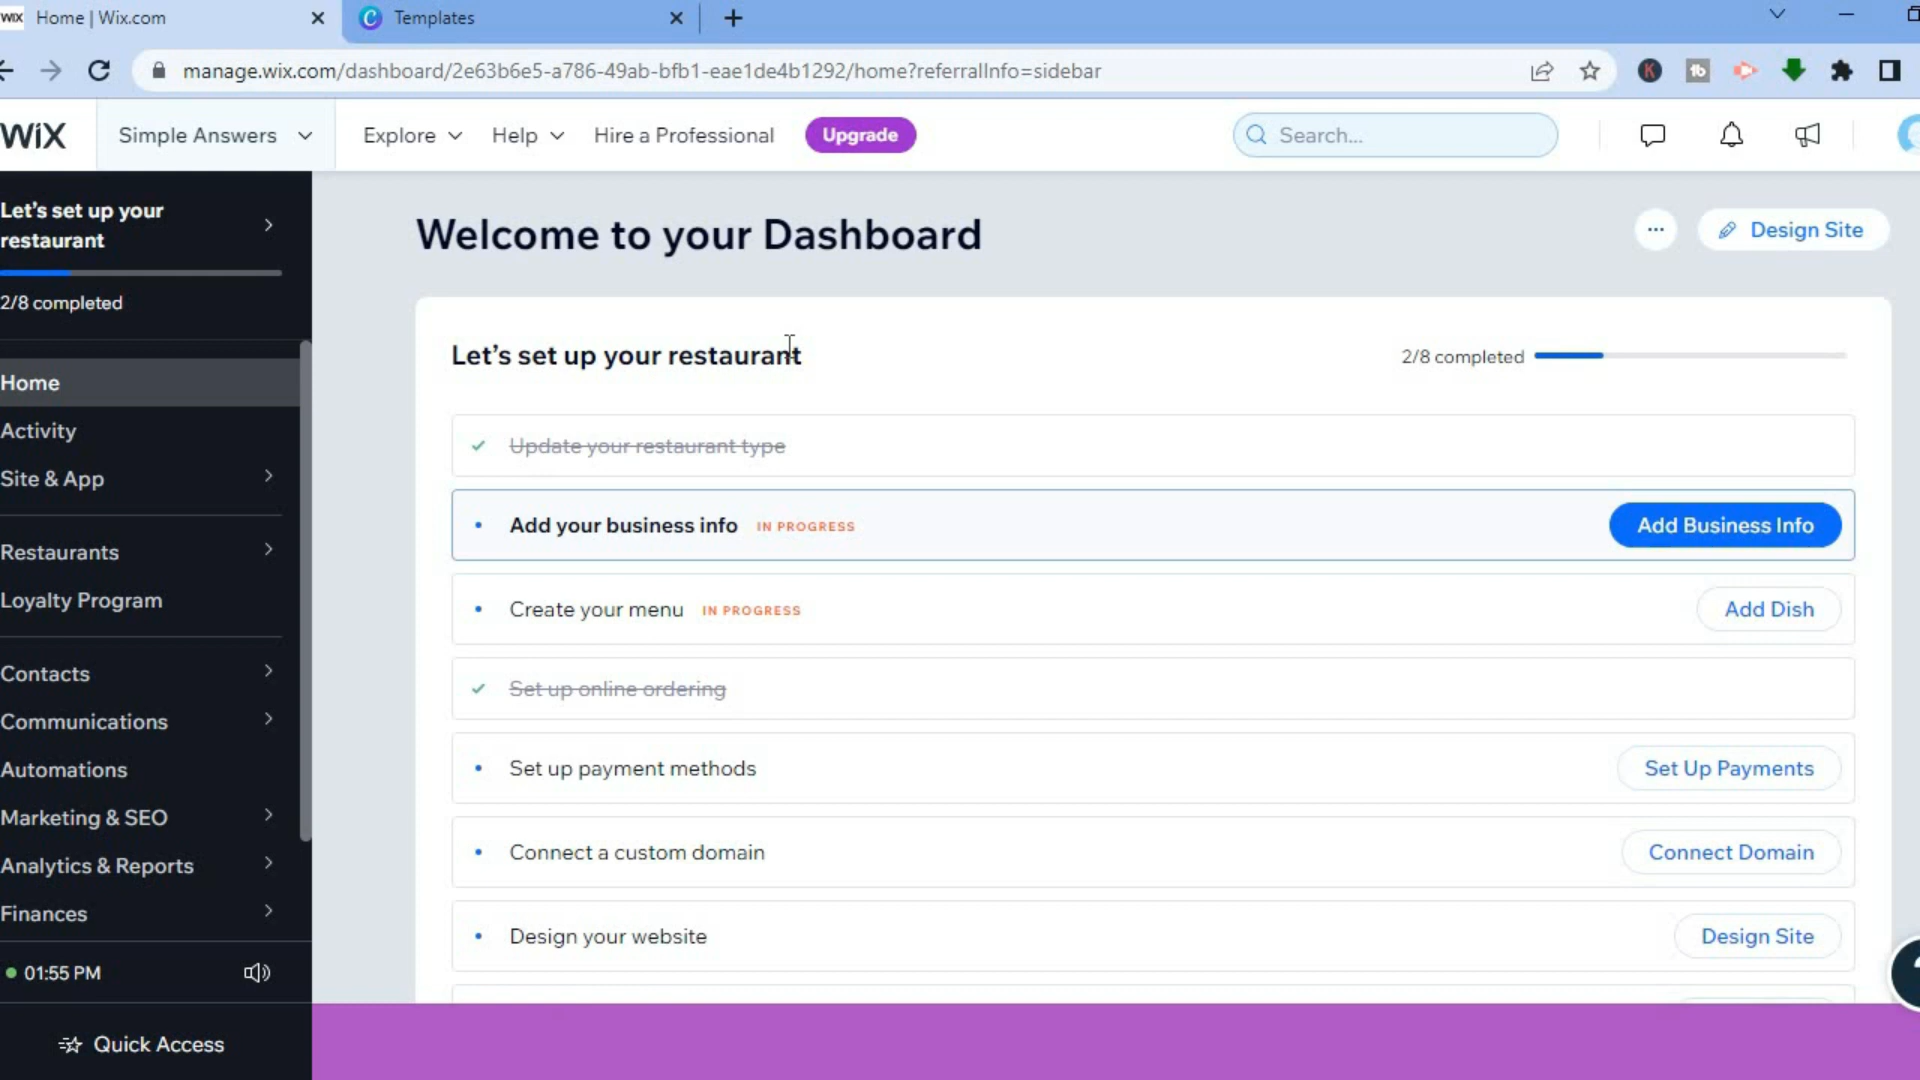 WiX Home | Wix.com
Templates
manage.wix.com/dashboard/2e63b6e5-a786-49ab-bfb1-eae1de4b1292/home?referralInfo=sidebar
K
tb
WiX
Simple Answers
Explore
Help
Hire a Professional
Upgrade
Search...
Let's set up your
restaurant
2/8 completed
Home
Activity
Site & App
Restaurants
Loyalty Program
Contacts
Communications
Automations
Marketing & SEO
Analytics & Reports
Finances
01:55 PM
Quick Access
Welcome to your Dashboard
Design Site
Let's set up your restaurant
2/8 completed
Update your restaurant type
Add your business info IN PROGRESS
Add Business Info
Create your menu IN PROGRESS
Add Dish
Set up online ordering
Set up payment methods
Set Up Payments
Connect a custom domain
Connect Domain
Design your website
Design Site